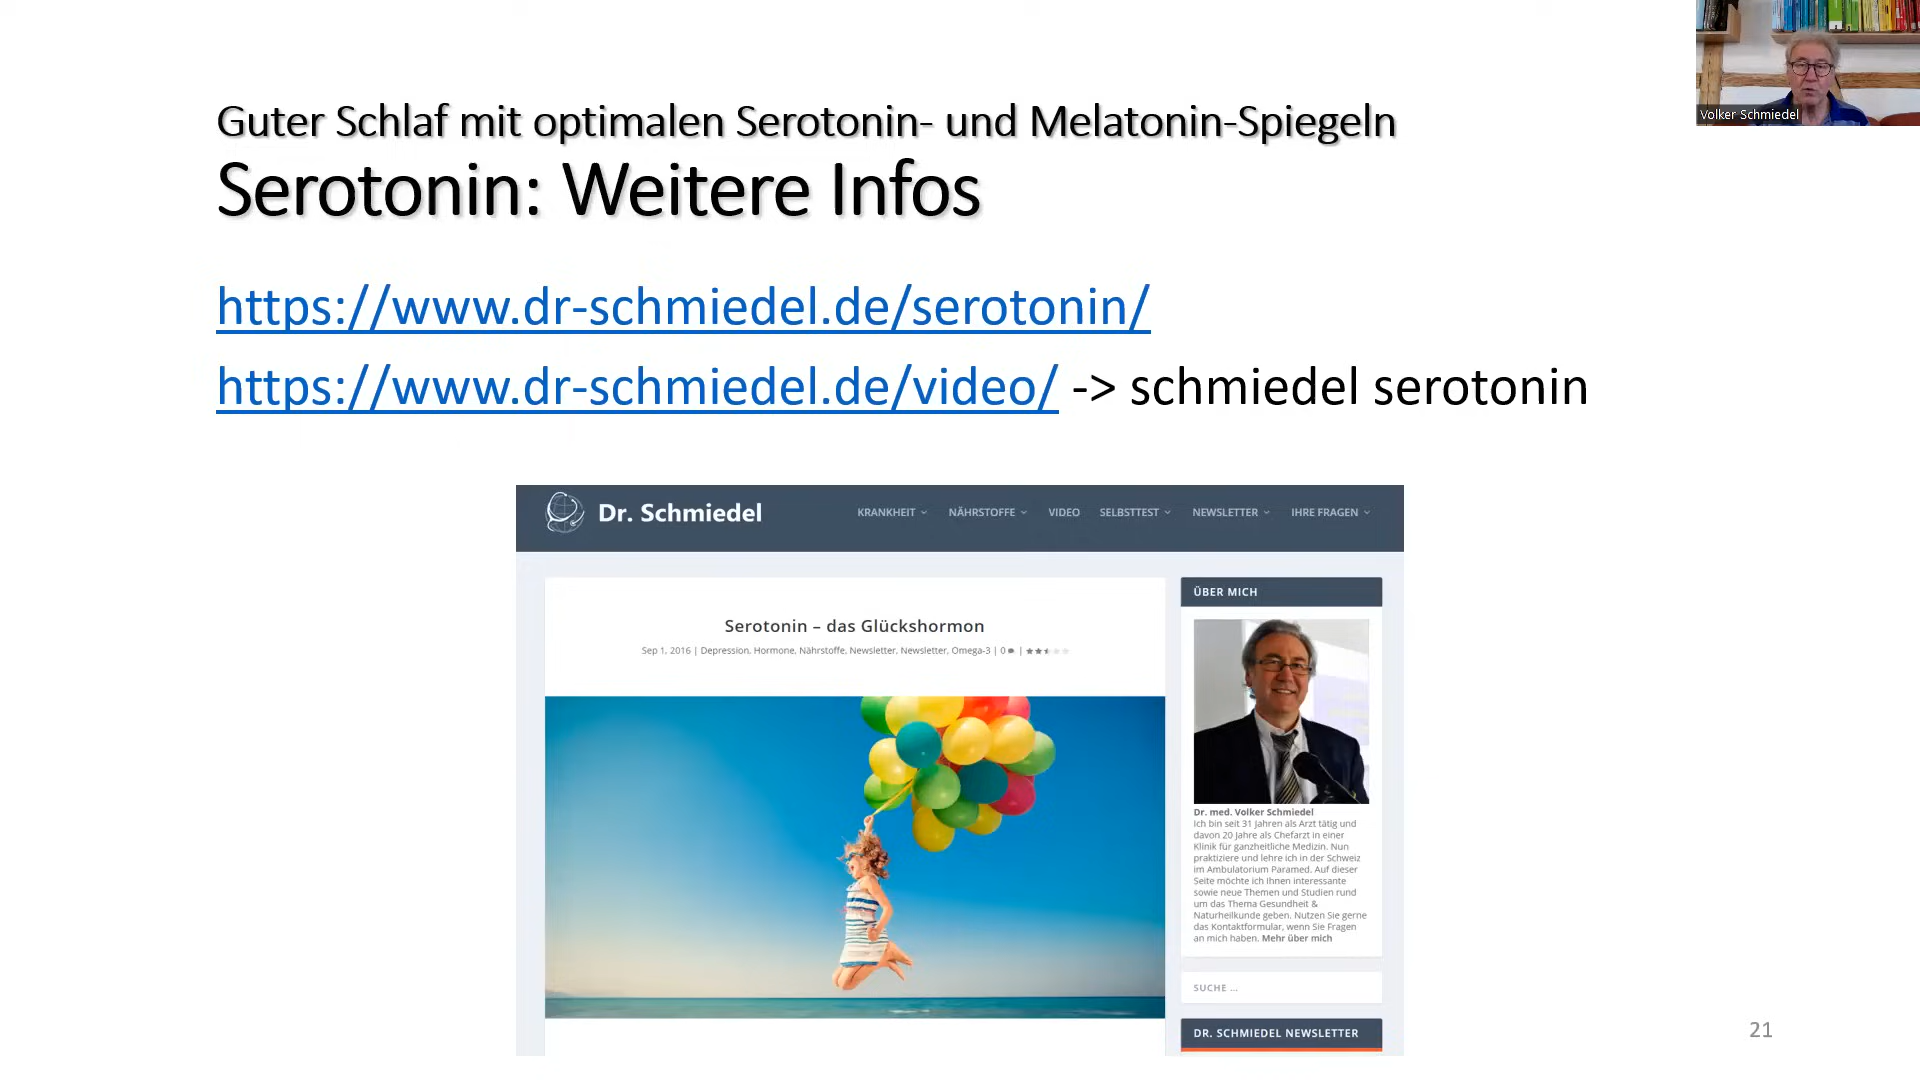 Volker Schmiedel
Guter Schlaf mit optimalen Serotonin- und Melatonin-Spiegeln
Serotonin: Weitere Infos
https://www.dr-schmiedel.de/serotonin/
https://www.dr-schmiedel.de/video/ -> schmiedel serotonin
Dr. Schmiedel
KRANKHEIT NÄHRSTOFFE VIDEO SELBSTTEST NEWSLETTER IHRE FRAGEN
Serotonin – das Glückshormon
Sep 1, 2016 | Depression, Hormone, Nährstoffe, Newsletter, Newsletter, Omega-3 | 0 |
ÜBER MICH
Dr. med. Volker Schmiedel
Ich bin seit 31 Jahren als Arzt tätig und
davon 20 Jahre als Chefarzt in einer
Klinik für ganzheitliche Medizin. Nun
praktiziere und lehre ich in der Schweiz
im Ambulatorium Paramed. Auf dieser
Seite möchte ich Ihnen interessante
sowie neue Themen und Studien rund
um das Thema Gesundheit &
Naturheilkunde geben. Nutzen Sie gerne
das Kontaktformular, wenn Sie Fragen
an mich haben. Mehr über mich
SUCHE ...
DR. SCHMIEDEL NEWSLETTER
21